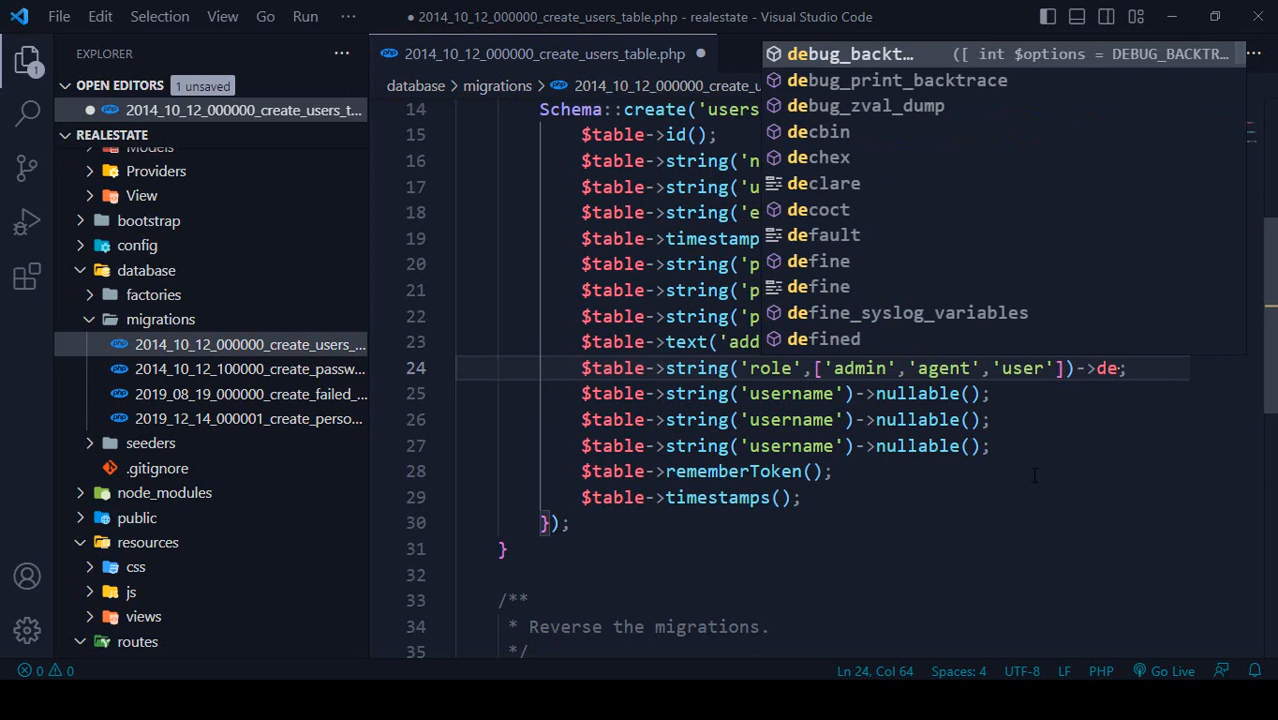 File Edit Selection View Go Run ··· ● 2014_10_12_000000_create_users_table.php - realestate - Visual Studio Code
EXPLORER ···
OPEN EDITORS 1 unsaved
● 2014_10_12_000000_create_users_t...
REALESTATE
Models
Providers
View
bootstrap
config
database
factories
migrations
2014_10_12_000000_create_users_...
2014_10_12_100000_create_passw...
2019_08_19_000000_create_failed_...
2019_12_14_000001_create_perso...
seeders
.gitignore
node_modules
public
resources
css
js
views
routes
1
php 2014_10_12_000000_create_users_table.php ● ···
database > migrations > 2014_10_12_000000_create_u
14 Schema::create('users
15 $table->id();
16 $table->string('n
17 $table->string('u
18 $table->string('e
19 $table->timestamp
20 $table->string('p
21 $table->string('p
22 $table->string('p
23 $table->text('add
24 $table->string('role',['admin','agent','user'])->de;
25 $table->string('username')->nullable();
26 $table->string('username')->nullable();
27 $table->string('username')->nullable();
28 $table->rememberToken();
29 $table->timestamps();
30 });
31 }
32
33 /**
34 * Reverse the migrations.
35 */
debug_backt... ([ int $options = DEBUG_BACKTR...
debug_print_backtrace
debug_zval_dump
decbin
dechex
declare
decoct
default
define
define
define_syslog_variables
defined
0 0 Ln 24, Col 64 Spaces: 4 UTF-8 LF PHP Go Live